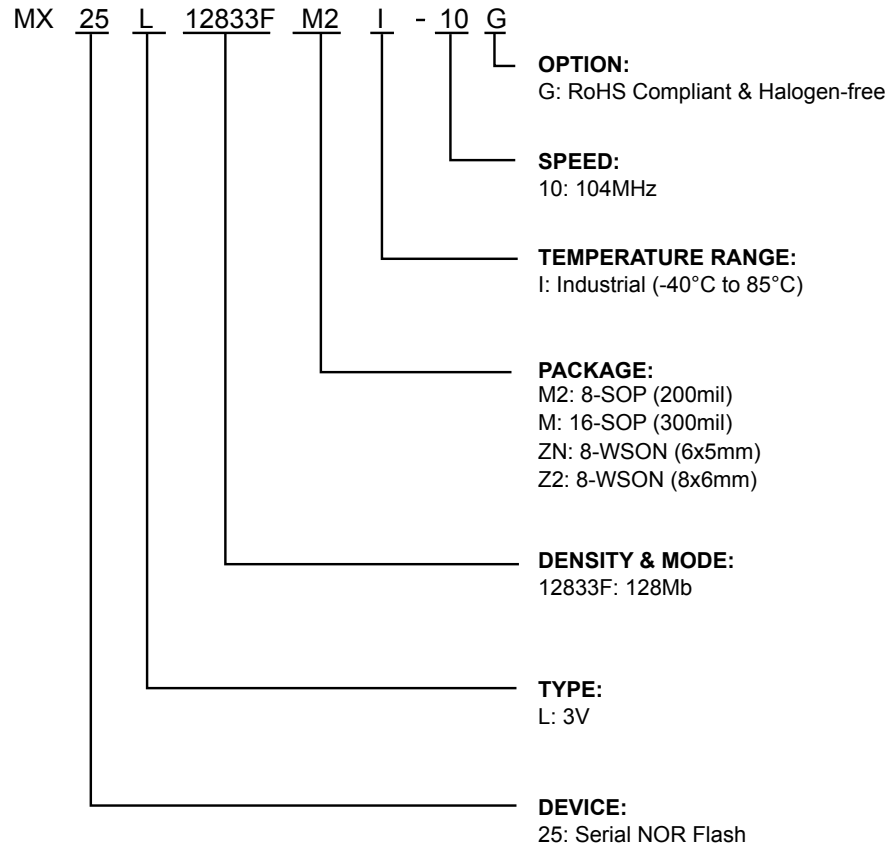 MX 25 L 12833F M2 I - 10 G
OPTION:
G: RoHS Compliant & Halogen-free
SPEED:
10: 104MHz
TEMPERATURE RANGE:
I: Industrial (-40°C to 85°C)
PACKAGE:
M2: 8-SOP (200mil)
M: 16-SOP (300mil)
ZN: 8-WSON (6x5mm)
Z2: 8-WSON (8x6mm)
DENSITY & MODE:
12833F: 128Mb
TYPE:
L: 3V
DEVICE:
25: Serial NOR Flash